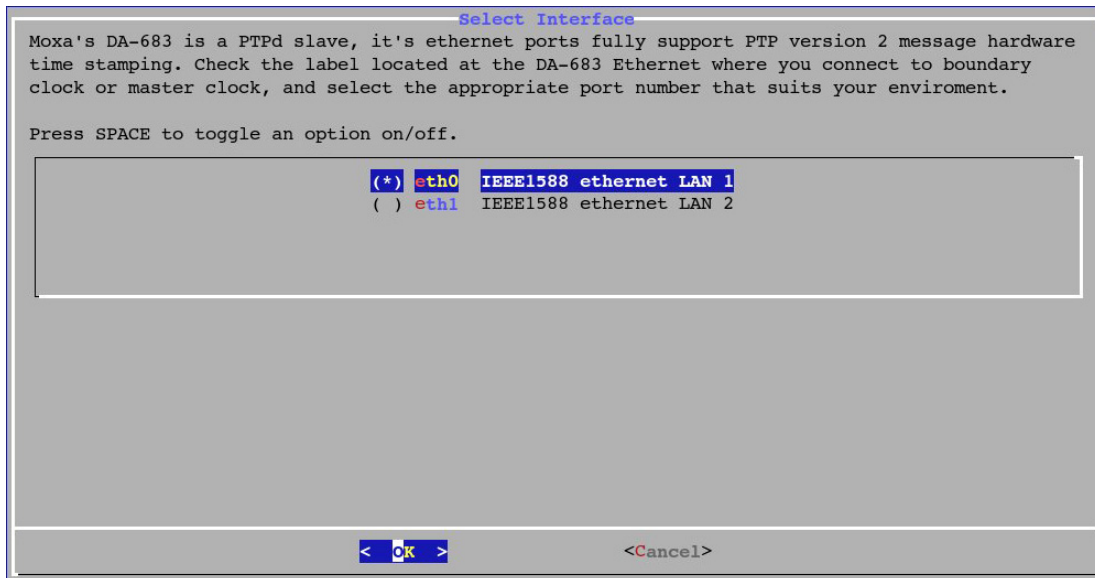 Select Interface
Moxa's DA-683 is a PTPd slave, it's ethernet ports fully support PTP version 2 message hardware
time stamping. Check the label located at the DA-683 Ethernet where you connect to boundary
clock or master clock, and select the appropriate port number that suits your enviroment.
Press SPACE to toggle an option on/off.
(*) eth0 IEEE1588 ethernet LAN 1
( ) eth1 IEEE1588 ethernet LAN 2
< OK > <Cancel>